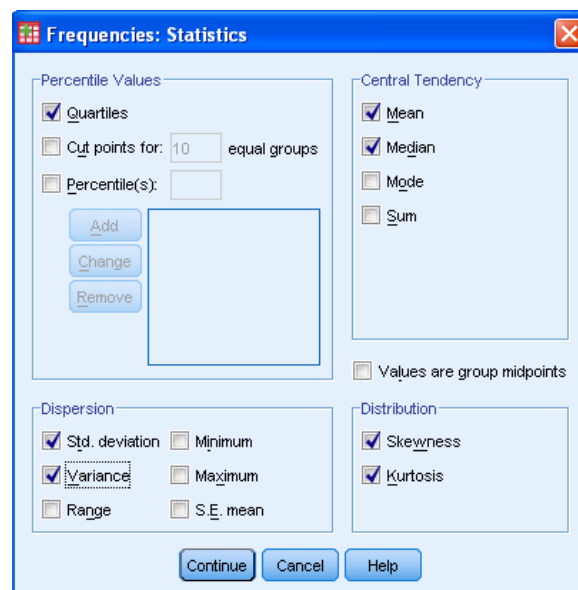 Frequencies: Statistics
Percentile Values
Quartiles
Cut points for: 10 equal groups
Percentile(s):
Add
Change
Remove
Central Tendency
Mean
Median
Mode
Sum
Values are group midpoints
Dispersion
Std. deviation Minimum
Variance Maximum
Range S.E. mean
Distribution
Skewness
Kurtosis
Continue Cancel Help